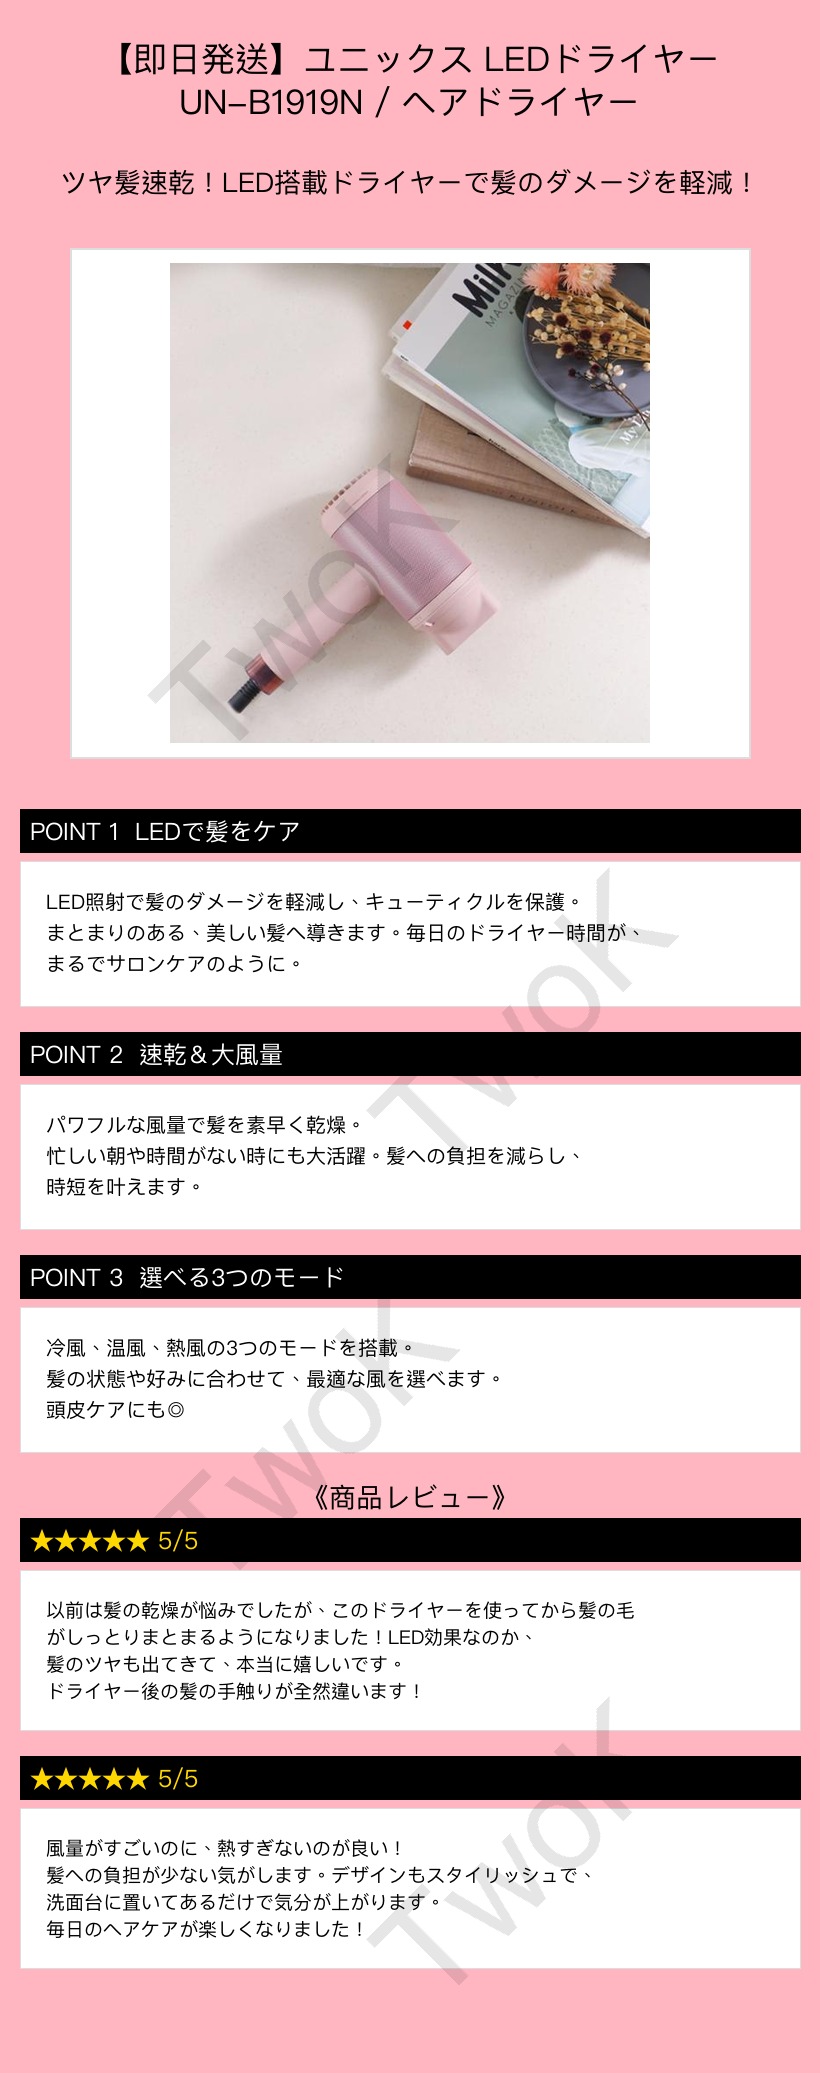 【即日発送】ユニックス LEDドライヤー
UN–B1919N / ヘアドライヤー
ツヤ髪速乾！LED搭載ドライヤーで髪のダメージを軽減！
Milk
MAGAZI
TwoK
POINT 1 LEDで髪をケア
LED照射で髪のダメージを軽減し、キューティクルを保護。
まとまりのある、美しい髪へ導きます。毎日のドライヤー時間が、
まるでサロンケアのように。
TwoK
POINT 2 速乾＆大風量
パワフルな風量で髪を素早く乾燥。
忙しい朝や時間がない時にも大活躍。髪への負担を減らし、
時短を叶えます。
POINT 3 選べる3つのモード
冷風、温風、熱風の3つのモードを搭載。
髪の状態や好みに合わせて、最適な風を選べます。
頭皮ケアにも◎
TwoK
《商品レビュー》
★★★★★ 5/5
以前は髪の乾燥が悩みでしたが、このドライヤーを使ってから髪の毛
がしっとりまとまるようになりました！LED効果なのか、
髪のツヤも出てきて、本当に嬉しいです。
ドライヤー後の髪の手触りが全然違います！
★★★★★ 5/5
風量がすごいのに、熱すぎないのが良い！
髪への負担が少ない気がします。デザインもスタイリッシュで、
洗面台に置いてあるだけで気分が上がります。
毎日のヘアケアが楽しくなりました！
TwoK